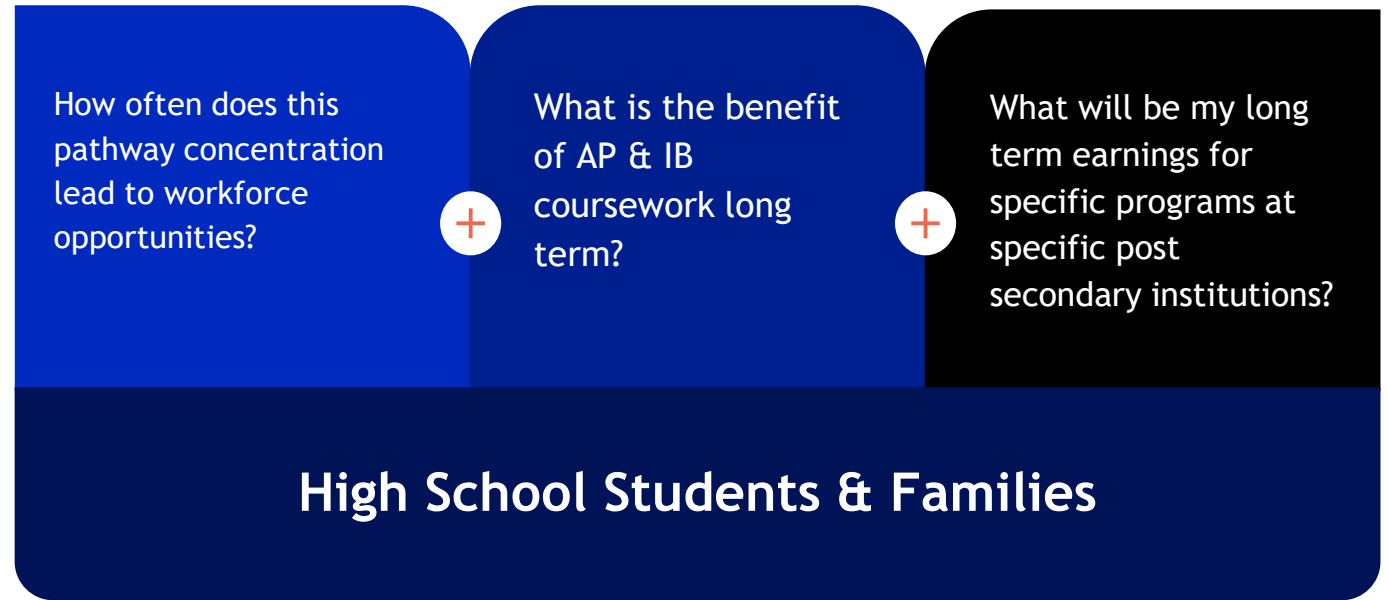 How often does this
pathway concentration
lead to workforce
opportunities?
What is the benefit
of AP & IB
coursework long
term?
What will be my long
term earnings for
specific programs at
specific post
secondary institutions?
High School Students & Families